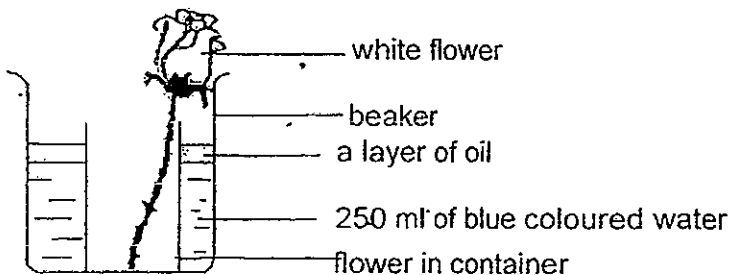 white flower
beaker
a layer of oil
250 ml of blue coloured water
flower in container